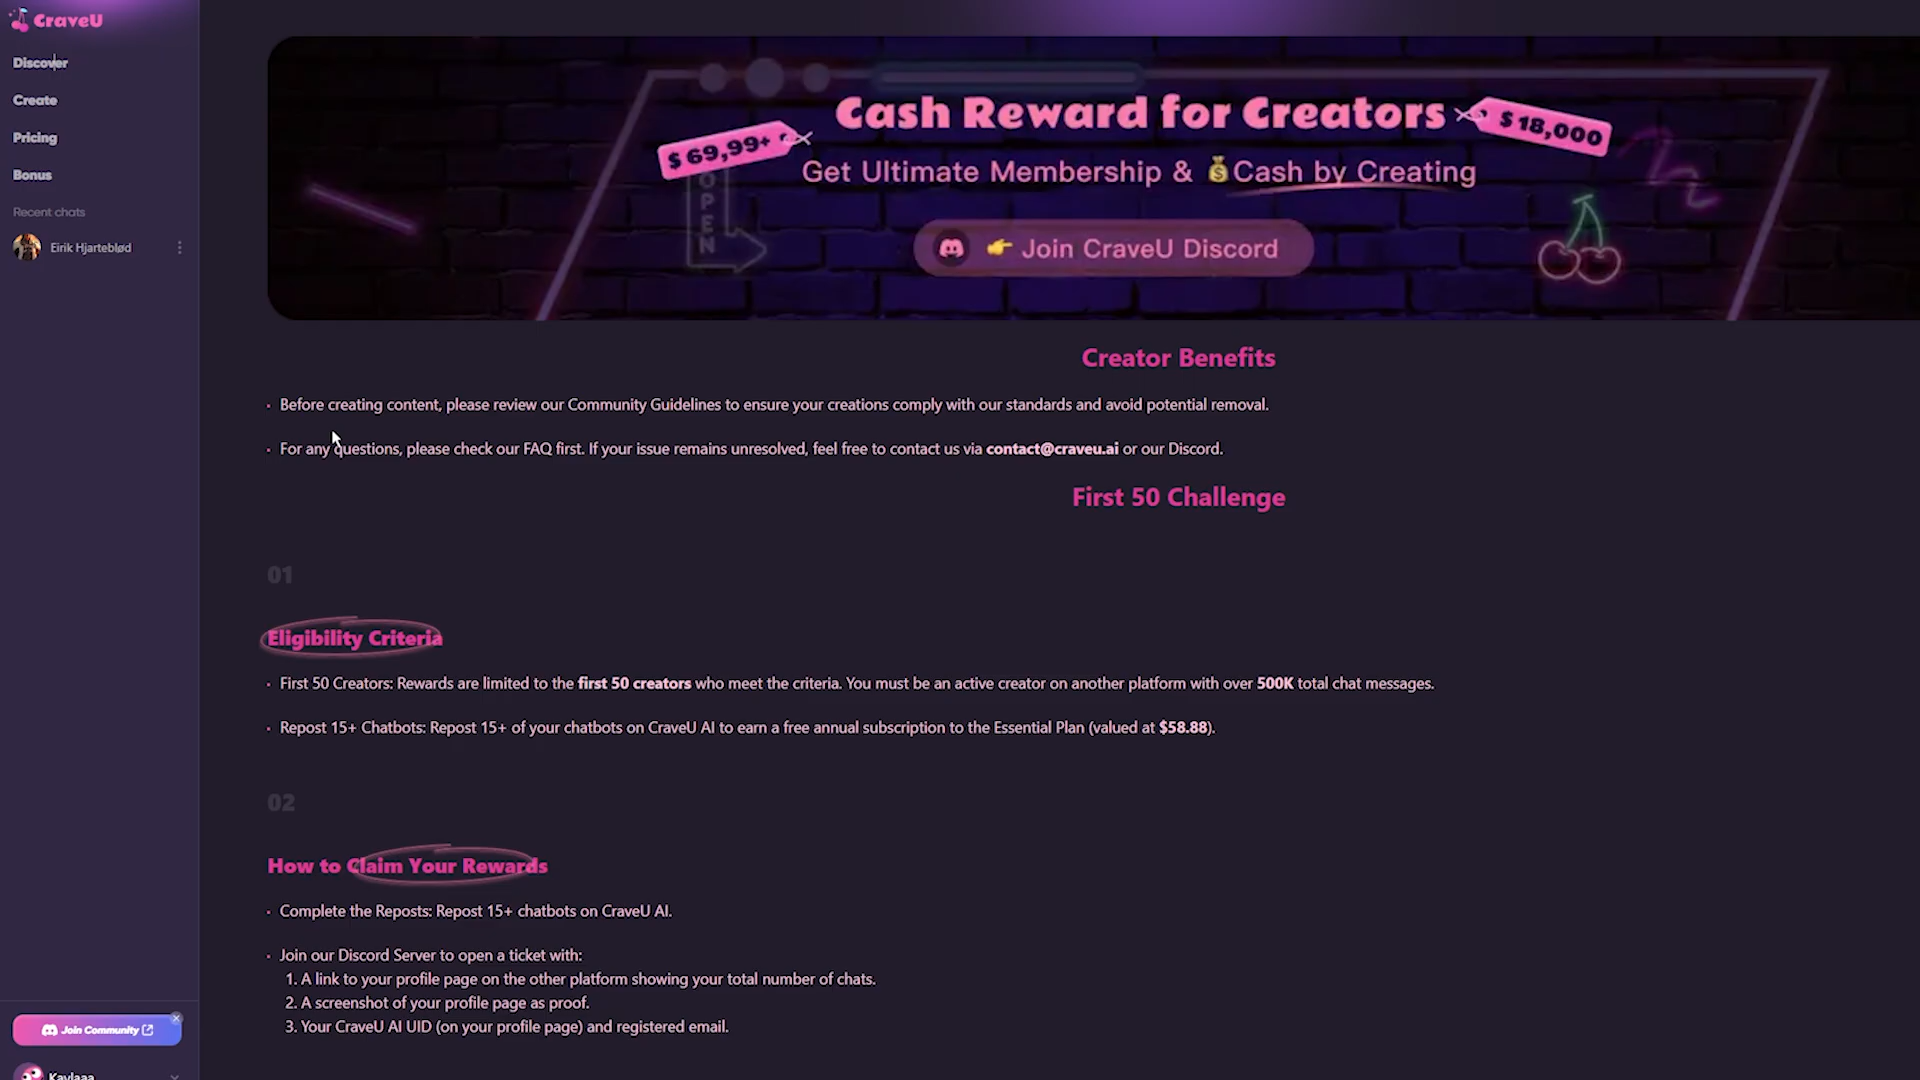 CraveU
Discover
Create
Pricing
Bonus
Recent chats
Eirik Hjarteblød
Cash Reward for Creators
$ 69,99+
$ 18,000
Get Ultimate Membership & 💰Cash by Creating
OPEN
👉 Join CraveU Discord
Creator Benefits
· Before creating content, please review our Community Guidelines to ensure your creations comply with our standards and avoid potential removal.
· For any questions, please check our FAQ first. If your issue remains unresolved, feel free to contact us via contact@craveu.ai or our Discord.
First 50 Challenge
01
Eligibility Criteria
· First 50 Creators: Rewards are limited to the first 50 creators who meet the criteria. You must be an active creator on another platform with over 500K total chat messages.
· Repost 15+ Chatbots: Repost 15+ of your chatbots on CraveU AI to earn a free annual subscription to the Essential Plan (valued at $58.88).
02
How to Claim Your Rewards
· Complete the Reposts: Repost 15+ chatbots on CraveU AI.
· Join our Discord Server to open a ticket with:
1. A link to your profile page on the other platform showing your total number of chats.
2. A screenshot of your profile page as proof.
3. Your CraveU AI UID (on your profile page) and registered email.
Join Community
Kaylaaa